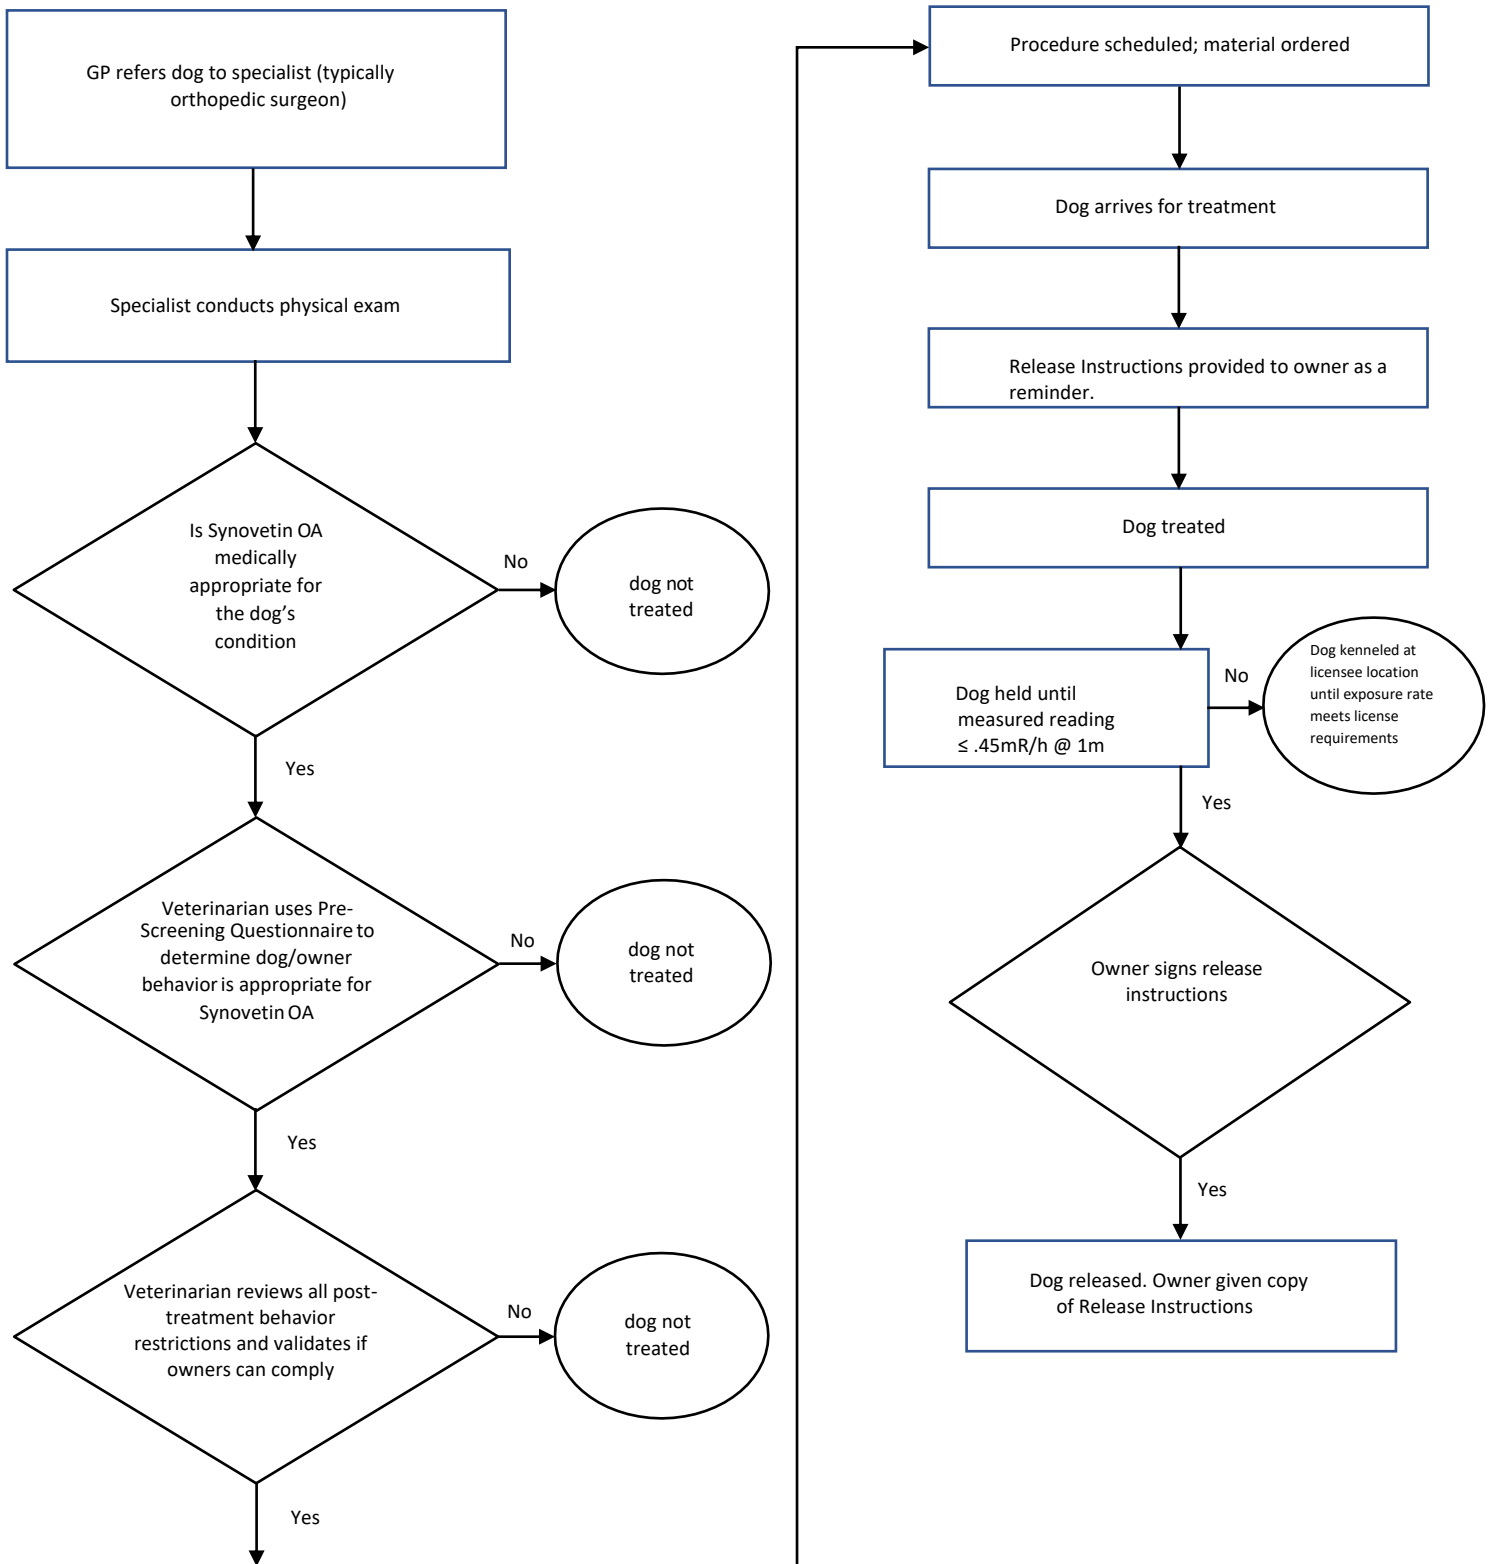 GP refers dog to specialist (typically
orthopedic surgeon)
Specialist conducts physical exam
Is Synovetin OA
medically
appropriate for
the dog's
condition
No
dog not
treated
Yes
Veterinarian uses Pre-
Screening Questionnaire to
determine dog/owner
behavior is appropriate for
Synovetin OA
No
dog not
treated
Yes
Veterinarian reviews all post-
treatment behavior
restrictions and validates if
owners can comply
No
dog not
treated
Yes
Procedure scheduled; material ordered
Dog arrives for treatment
Release Instructions provided to owner as a
reminder.
Dog treated
Dog held until
measured reading
≤ .45mR/h @ 1m
No
Dog kenneled at
licensee location
until exposure rate
meets license
requirements
Yes
Owner signs release
instructions
Yes
Dog released. Owner given copy
of Release Instructions